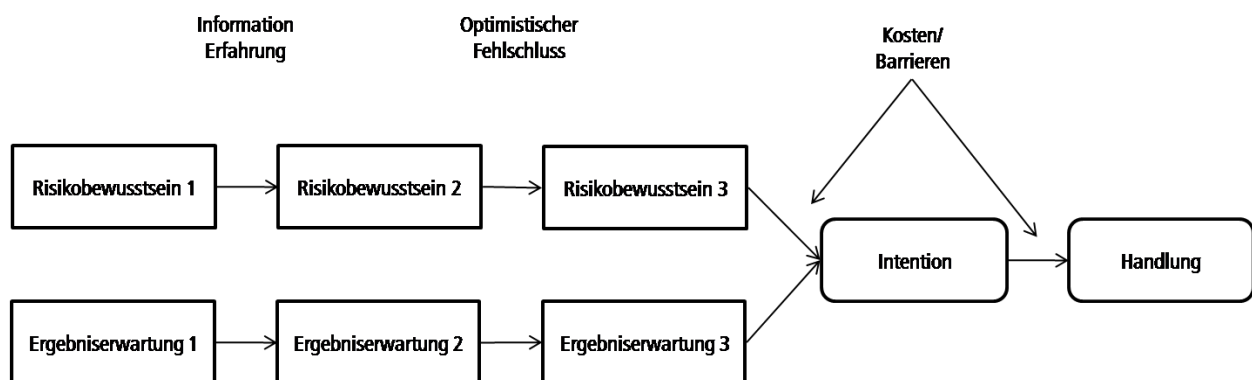 Information
Erfahrung
Optimistischer
Fehlschluss
Kosten/
Barrieren
Risikobewusstsein 1
Risikobewusstsein 2
Risikobewusstsein 3
Intention
Handlung
Ergebniserwartung 1
Ergebniserwartung 2
Ergebniserwartung 3